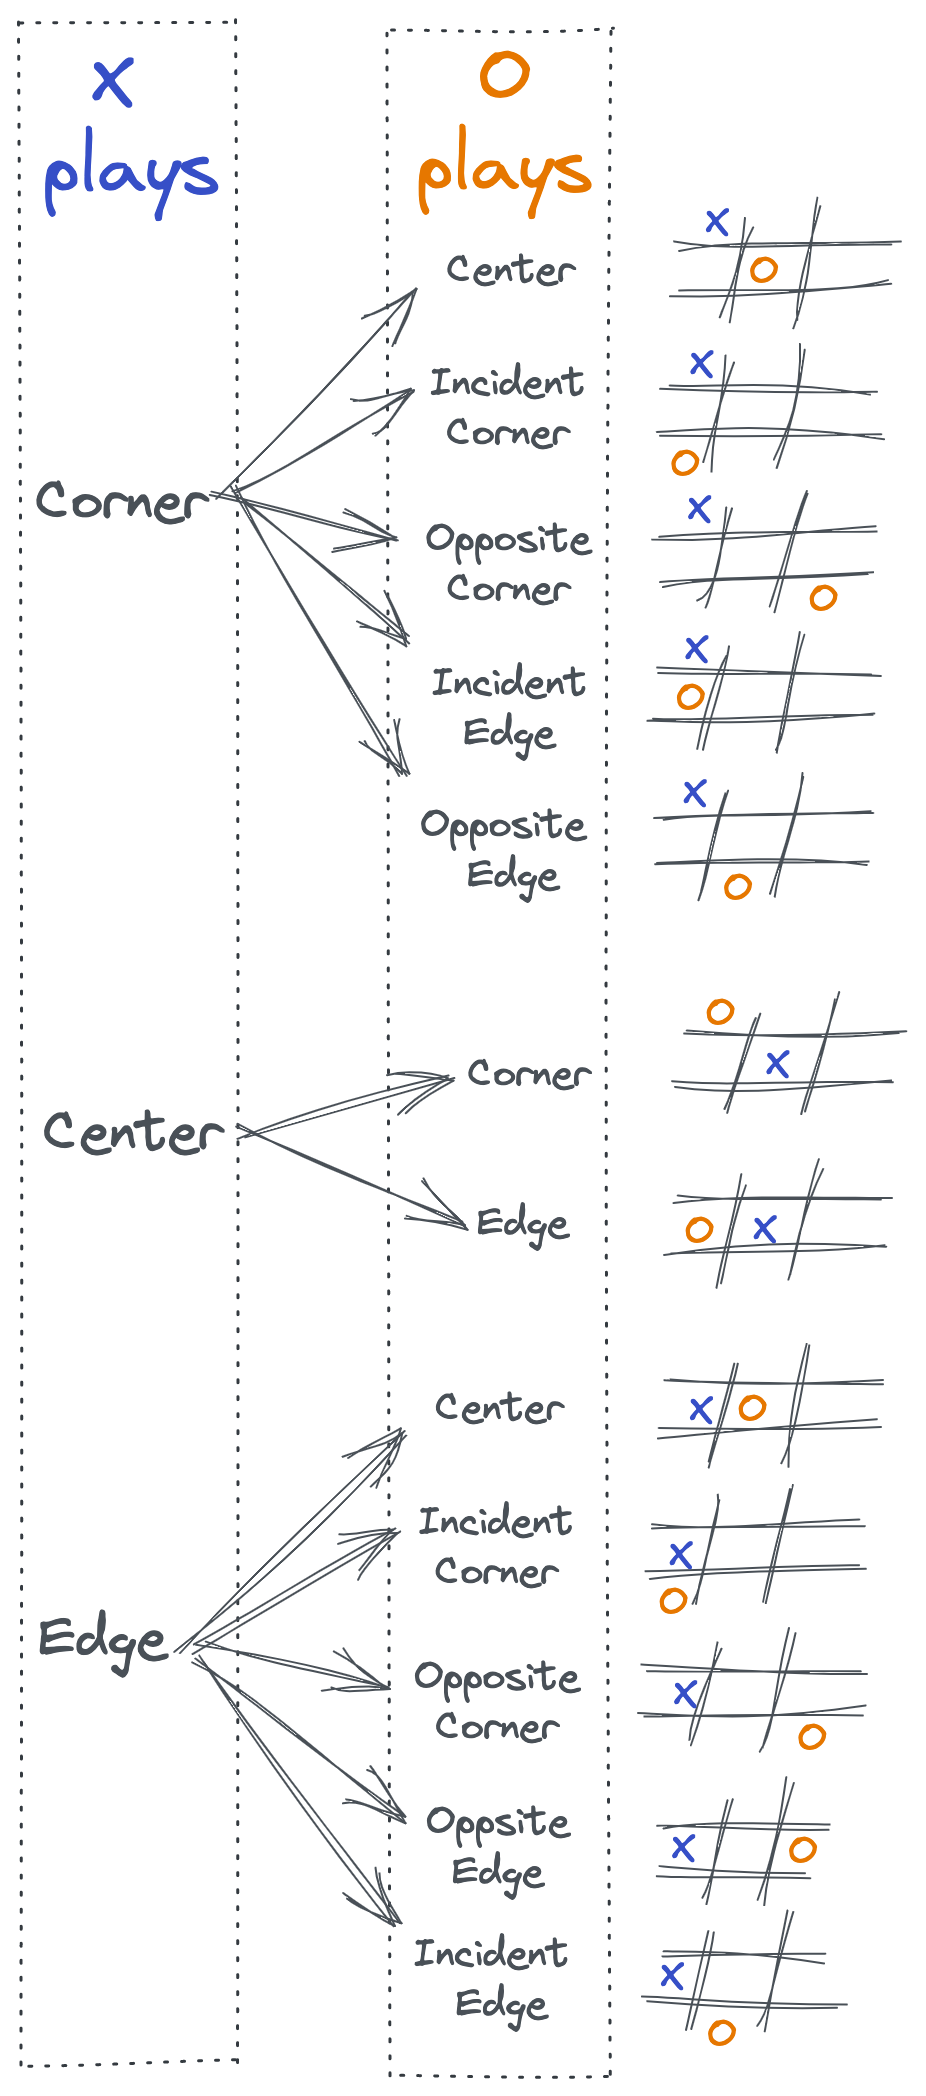 X
plays
O
plays
Corner
Center
Incident
Corner
Opposite
Corner
Incident
Edge
Opposite
Edge
X
O
X
O
X
O
X
O
X
O
Center
Corner
Edge
O
X
O X
Edge
Center
Incident
Corner
Opposite
Corner
Oppsite
Edge
Incident
Edge
X O
X
O
X
O
X O
X
O